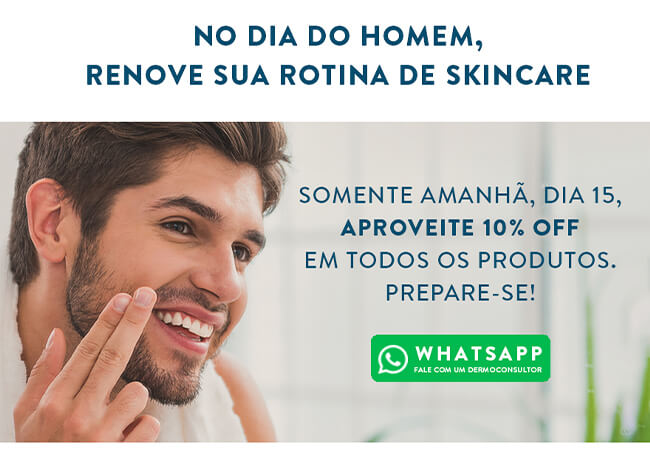 NO DIA DO HOMEM,
RENOVE SUA ROTINA DE SKINCARE
SOMENTE AMANHÃ, DIA 15,
APROVEITE 10% OFF
EM TODOS OS PRODUTOS.
PREPARE-SE!
WHATSAPP
FALE COM UM DERMOCONSULTOR